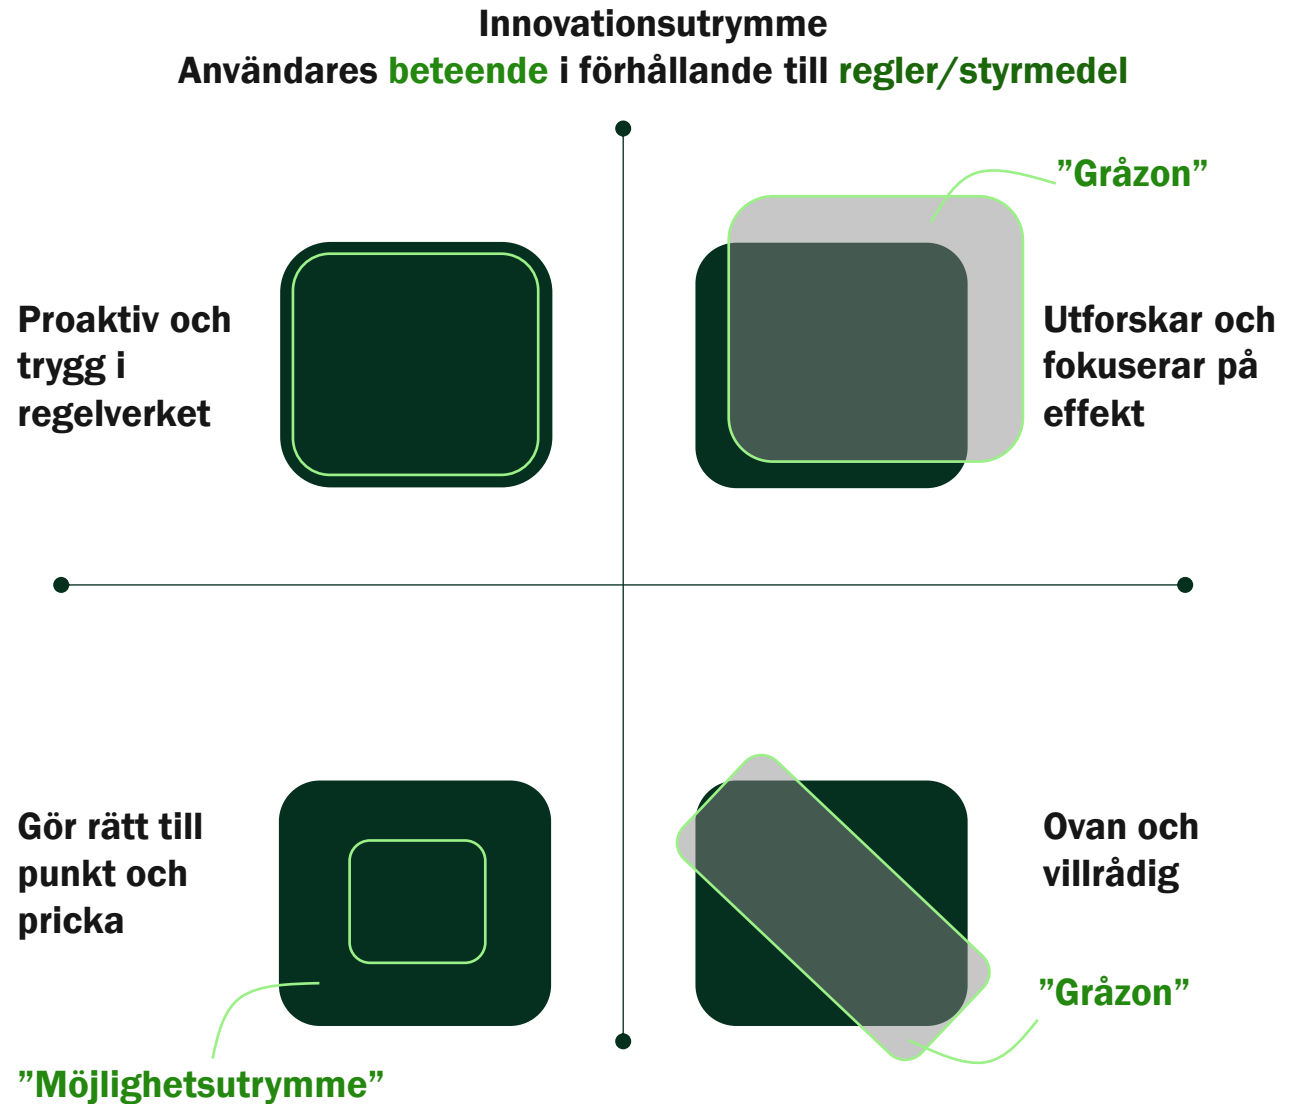 Innovationsutrymme
Användares beteende i förhållande till regler/styrmedel
”Gråzon”
Proaktiv och
trygg i
regelverket
Utforskar och
fokuserar på
effekt
Gör rätt till
punkt och
pricka
Ovan och
villrådig
”Gråzon”
”Möjlighetsutrymme”